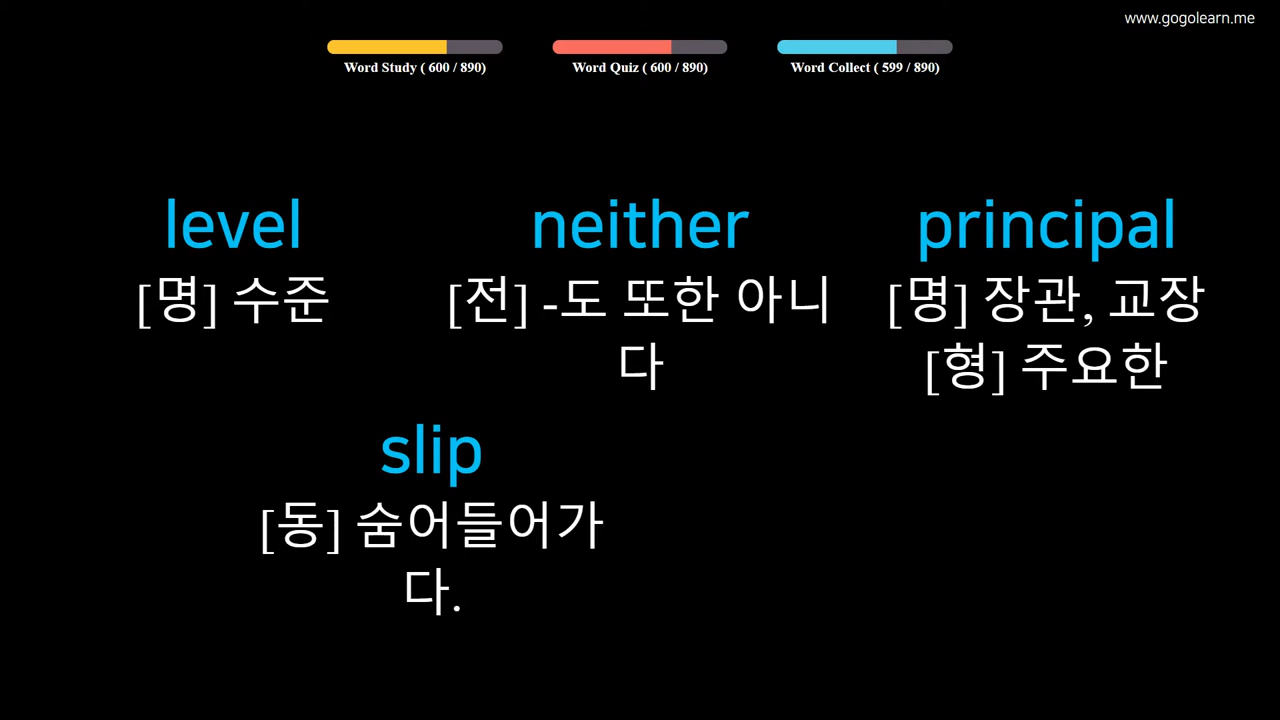 www.gogolearn.me
Word Study ( 600 / 890)
Word Quiz ( 600 / 890)
Word Collect ( 599 / 890)
level
[명] 수준
neither
[전] -도 또한 아니
다
principal
[명] 장관, 교장
[형] 주요한
slip
[동] 숨어들어가
다.